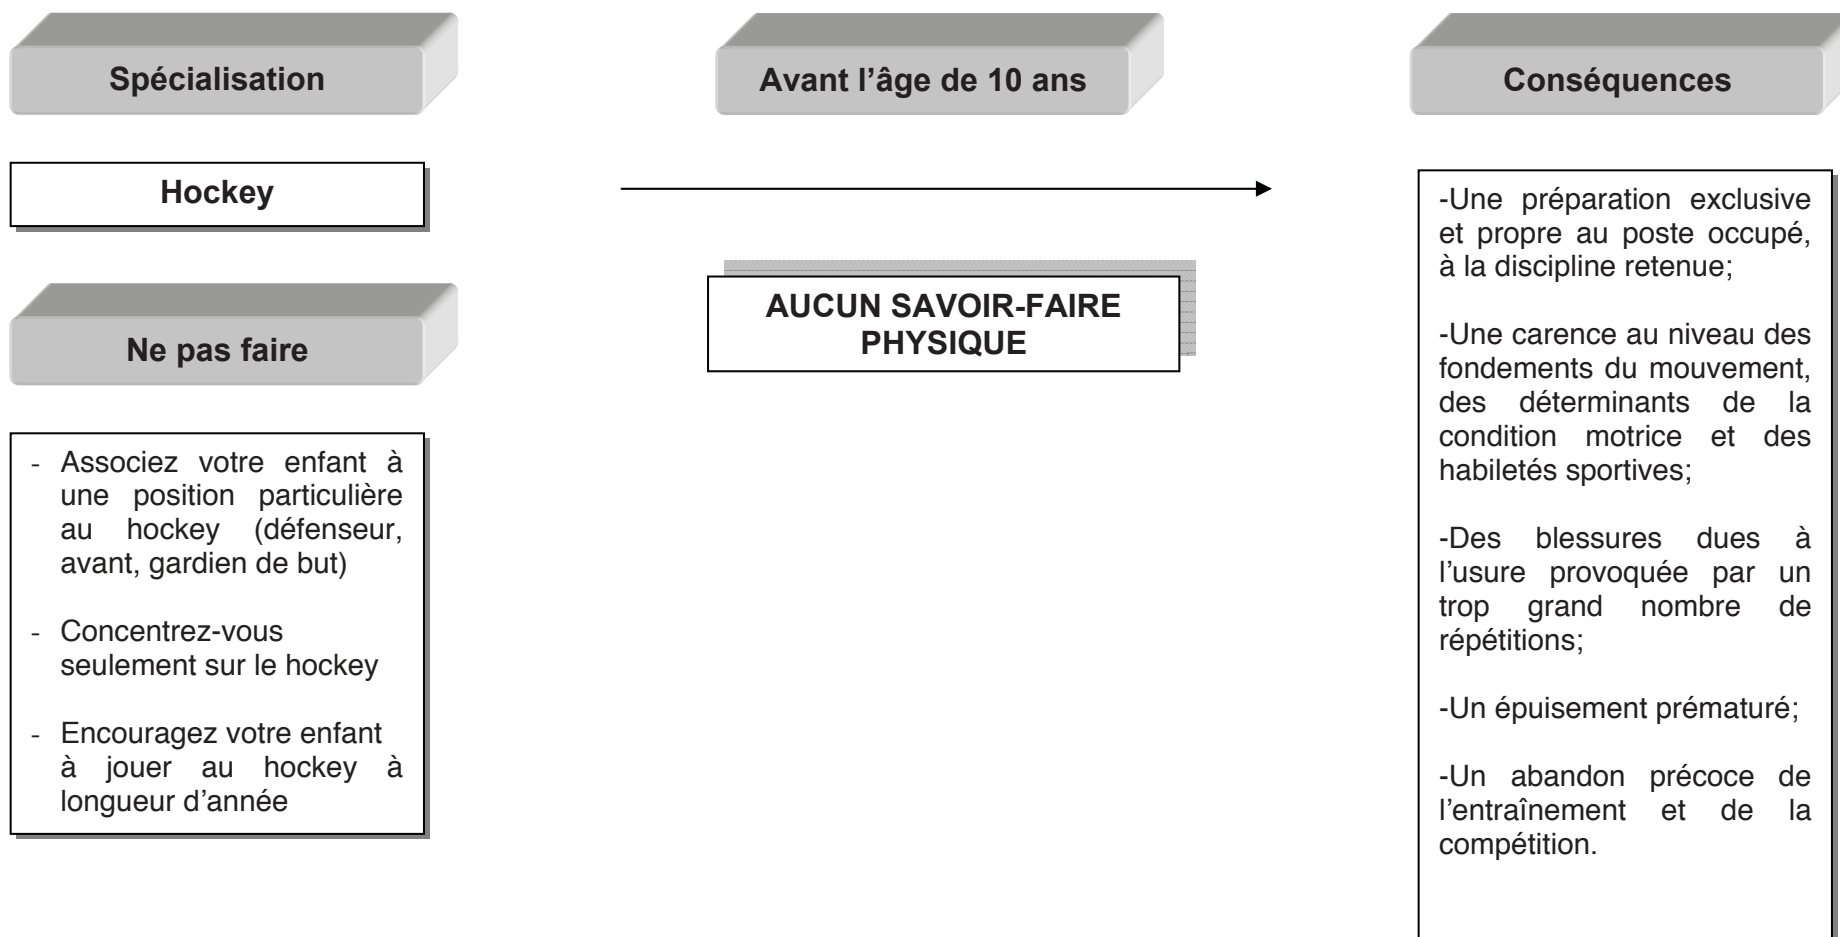 Spécialisation
Avant l’âge de 10 ans
Conséquences
Hockey
Ne pas faire
AUCUN SAVOIR-FAIRE
PHYSIQUE
- Associez votre enfant à
une position particulière
au hockey (défenseur,
avant, gardien de but)
- Concentrez-vous
seulement sur le hockey
- Encouragez votre enfant
à jouer au hockey à
longueur d’année
-Une préparation exclusive
et propre au poste occupé,
à la discipline retenue;
-Une carence au niveau des
fondements du mouvement,
des déterminants de la
condition motrice et des
habiletés sportives;
-Des blessures dues à
l’usure provoquée par un
trop grand nombre de
répétitions;
-Un épuisement prématuré;
-Un abandon précoce de
l’entraînement et de la
compétition.